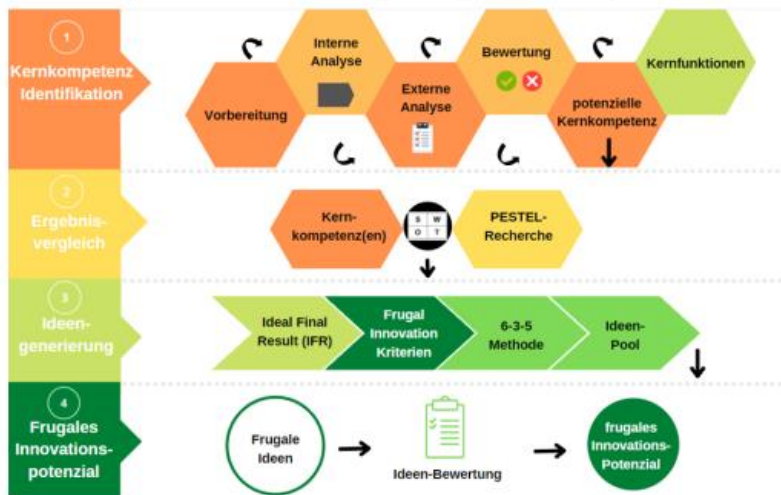 1
Kernkompetenz
Identifikation
Vorbereitung
Interne
Analyse
Externe
Analyse
Bewertung
potenzielle
Kernkompetenz
Kernfunktionen
2
Ergebnis-
vergleich
Kern-
kompetenz(en)
S W
O T
PESTEL-
Recherche
3
Ideen-
generierung
Ideal Final
Result (IFR)
Frugal
Innovation
Kriterien
6-3-5
Methode
Ideen-
Pool
4
Frugales
Innovations-
potenzial
Frugale
Ideen
Ideen-Bewertung
frugales
Innovations-
Potenzial